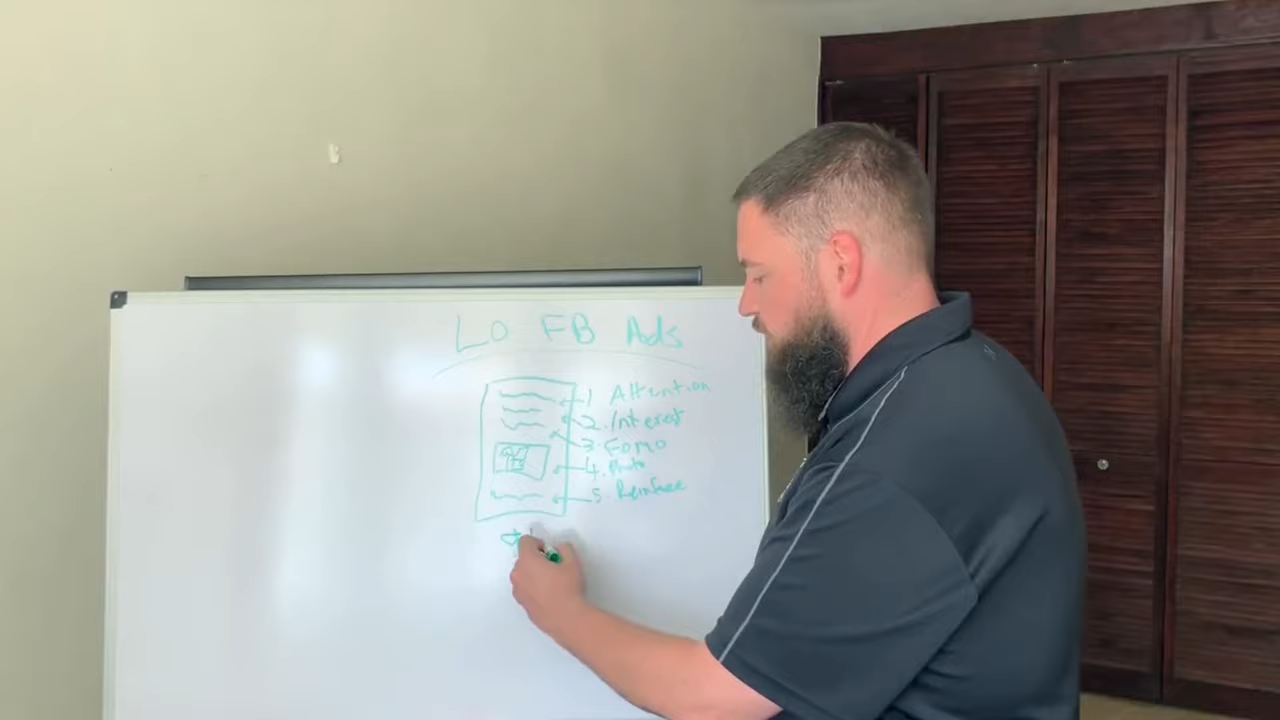 Lo FB Ads
1 Attention
2. Interest
3. FOMO
4. Photo
5. Reinforce